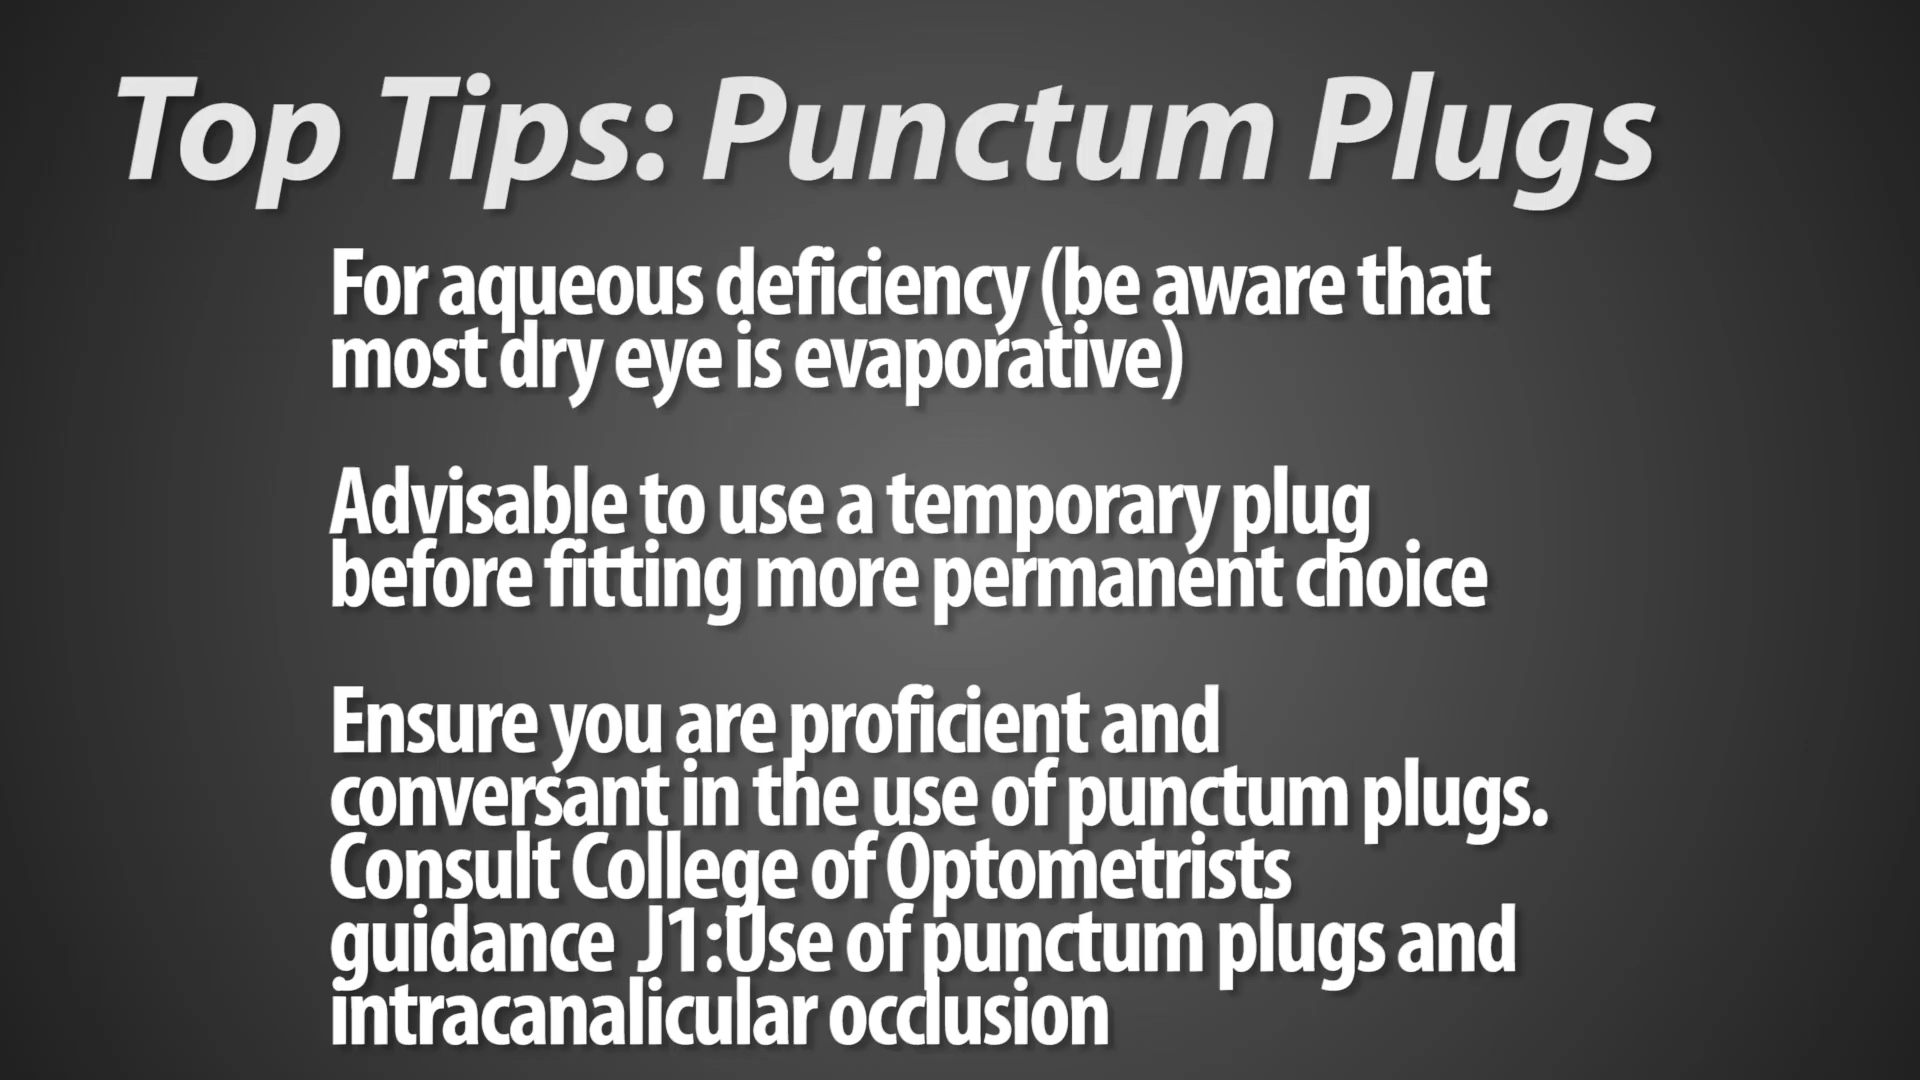 Top Tips: Punctum Plugs
For aqueous deficiency (be aware that
most dry eye is evaporative)
Advisable to use a temporary plug
before fitting more permanent choice
Ensure you are proficient and
conversant in the use of punctum plugs.
Consult College of Optometrists
guidance J1:Use of punctum plugs and
intracanalicular occlusion